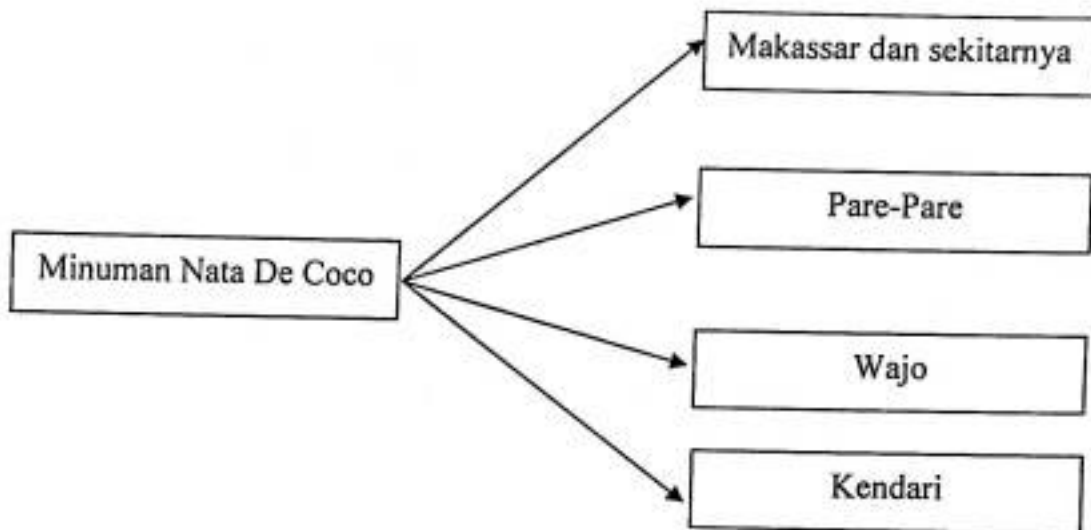 Makassar dan sekitarnya
Pare-Pare
Minuman Nata De Coco
Wajo
Kendari